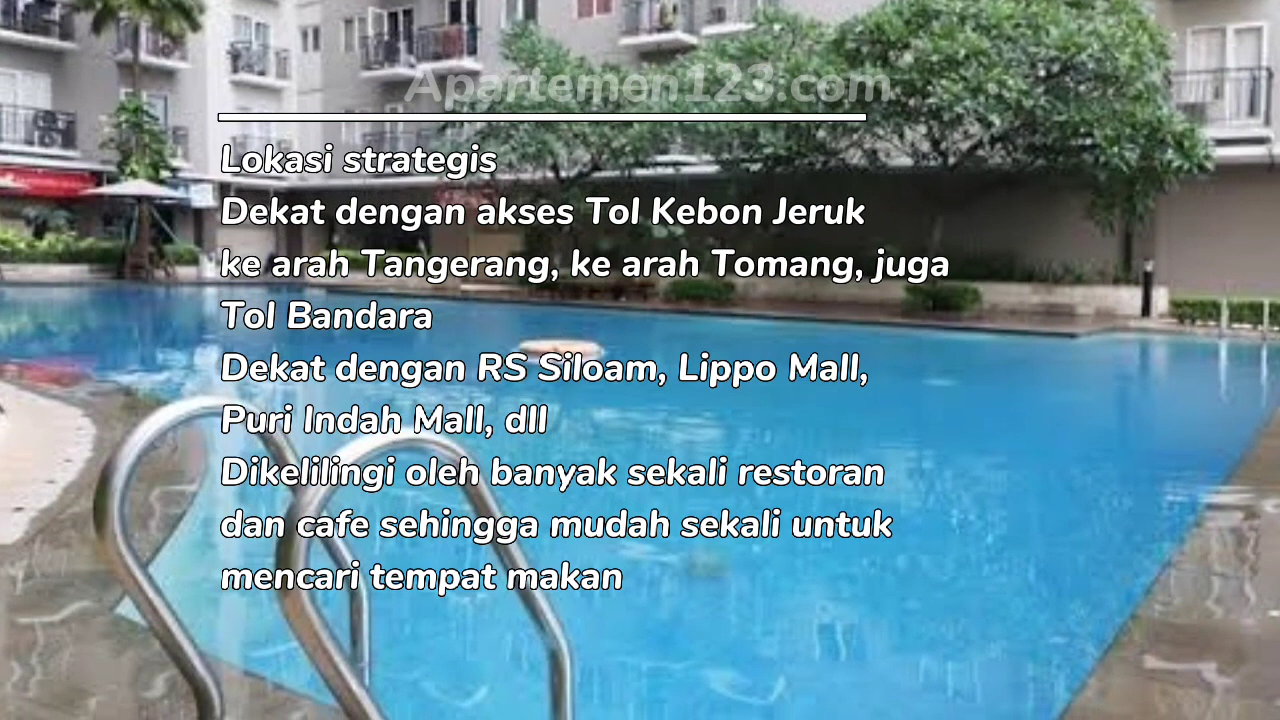 Apartemen123.com
Lokasi strategis
Dekat dengan akses Tol Kebon Jeruk
ke arah Tangerang, ke arah Tomang, juga
Tol Bandara
Dekat dengan RS Siloam, Lippo Mall,
Puri Indah Mall, dll
Dikelilingi oleh banyak sekali restoran
dan cafe sehingga mudah sekali untuk
mencari tempat makan